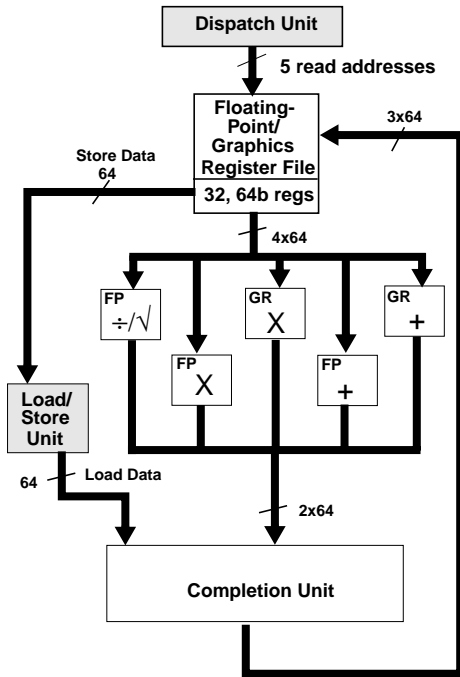 Dispatch Unit
5 read addresses
Floating-
Point/
Graphics
Register File
32, 64b regs
3x64
Store Data
64
4x64
FP
÷/√
GR
X
GR
+
FP
X
FP
+
Load/
Store
Unit
64
Load Data
2x64
Completion Unit